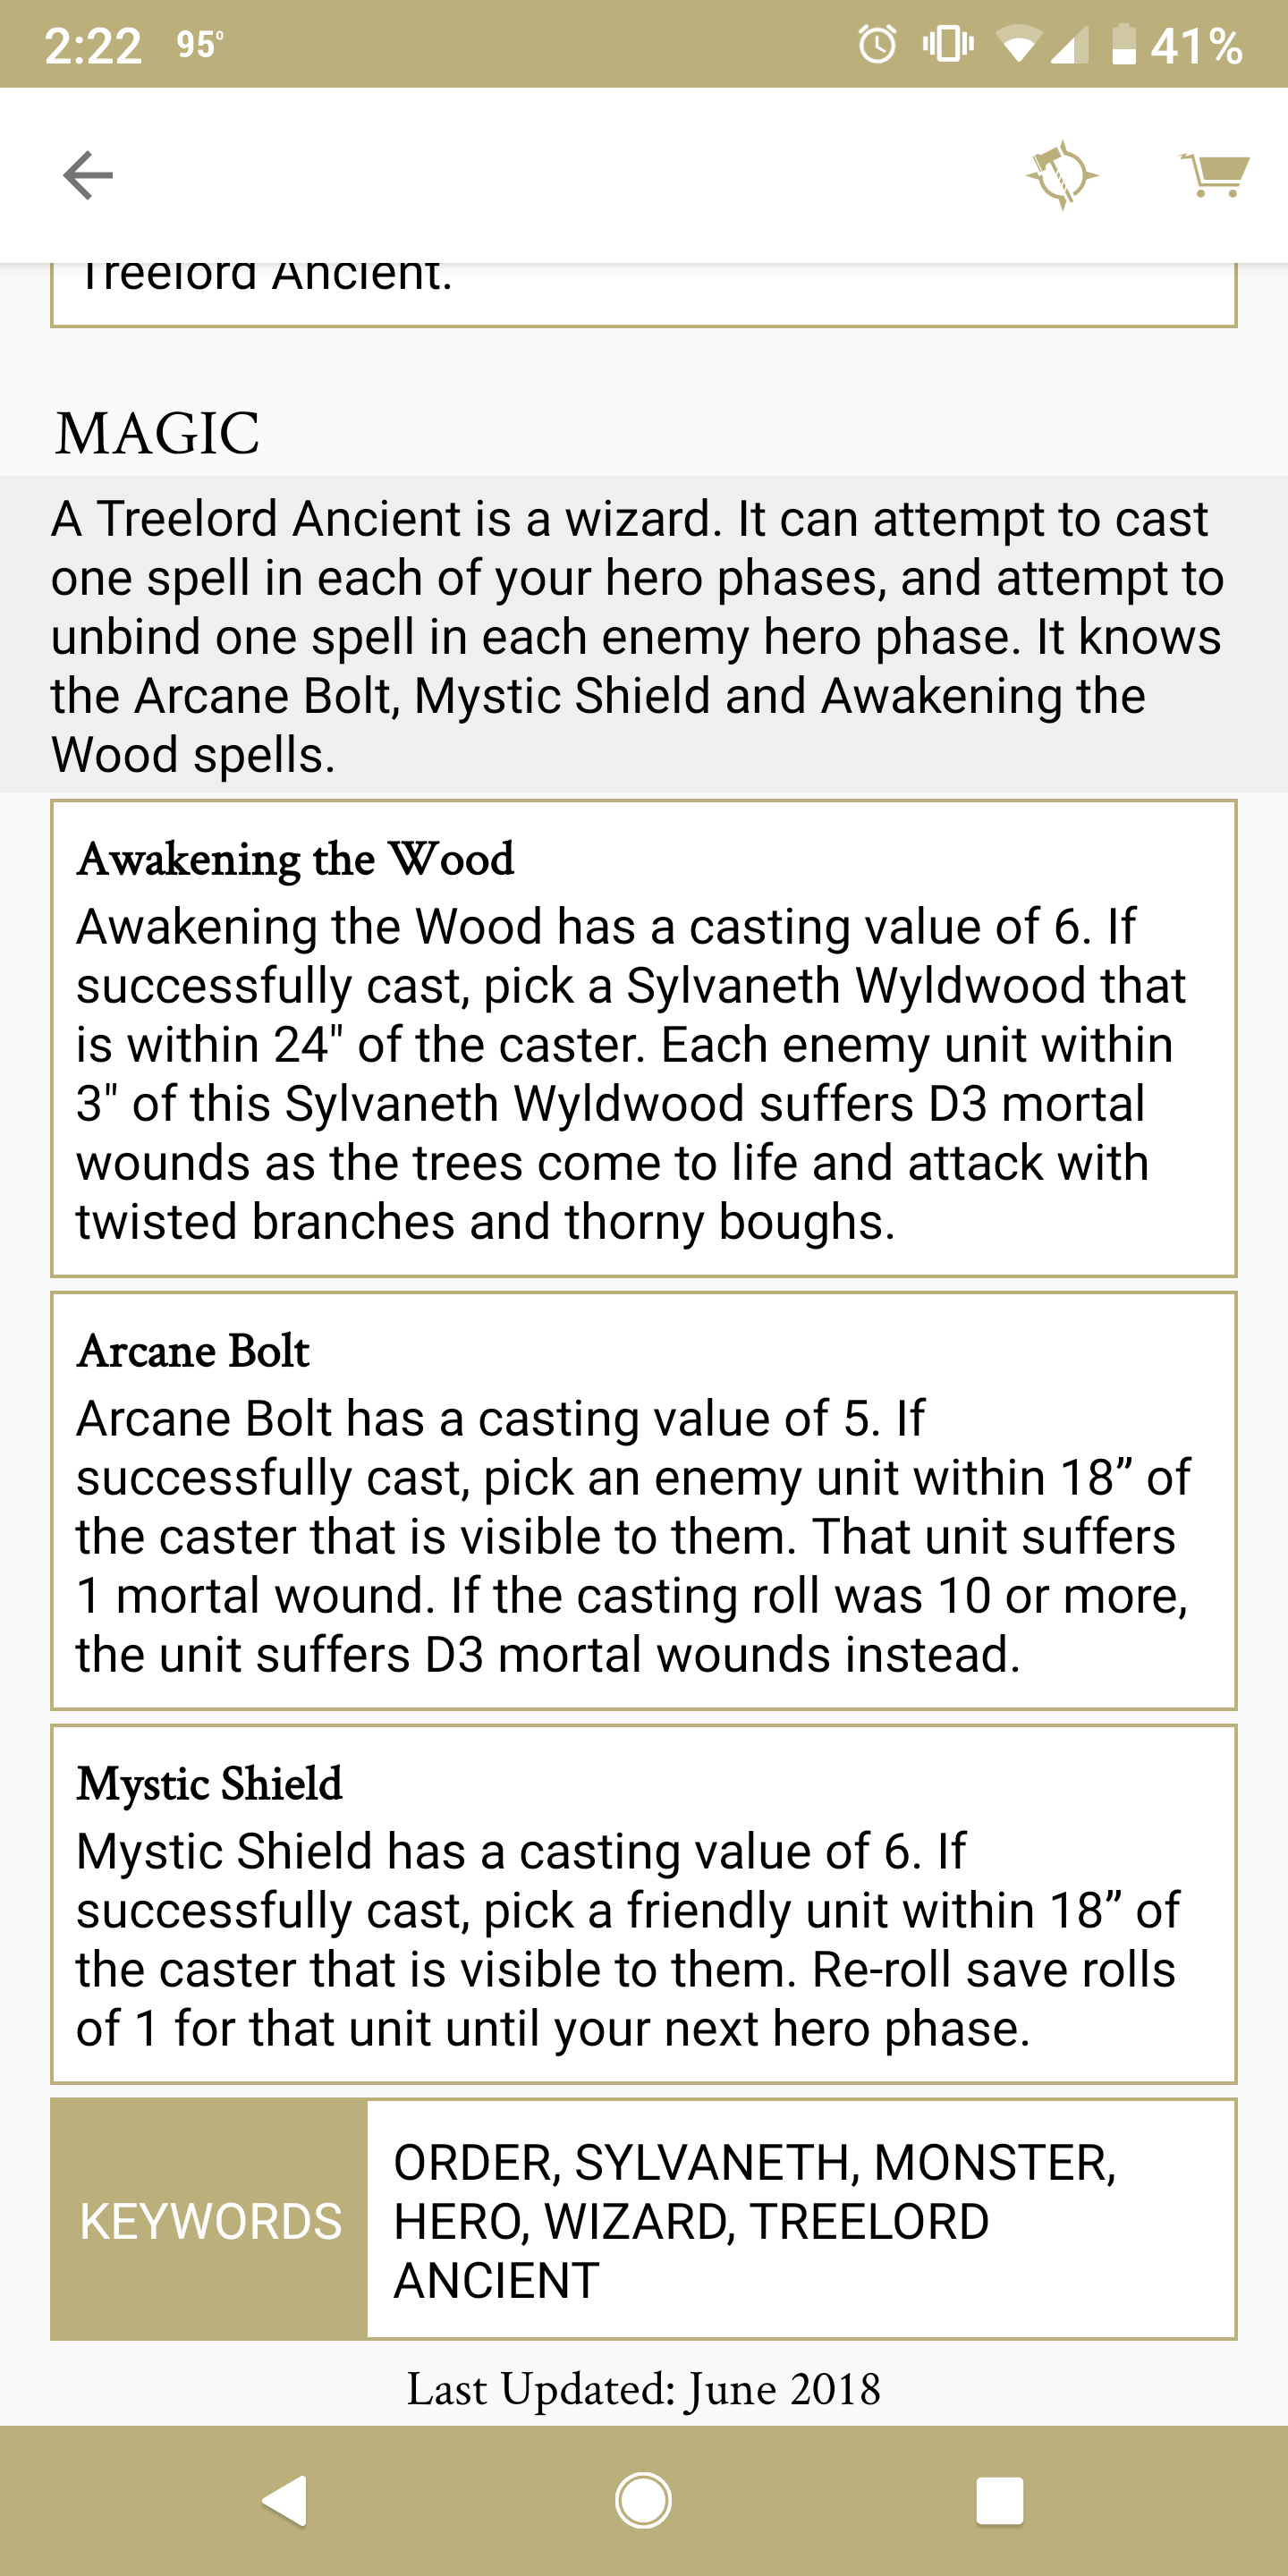 2:22 95° 41%
Treelord Ancient.
MAGIC
A Treelord Ancient is a wizard. It can attempt to cast
one spell in each of your hero phases, and attempt to
unbind one spell in each enemy hero phase. It knows
the Arcane Bolt, Mystic Shield and Awakening the
Wood spells.
Awakening the Wood
Awakening the Wood has a casting value of 6. If
successfully cast, pick a Sylvaneth Wyldwood that
is within 24" of the caster. Each enemy unit within
3" of this Sylvaneth Wyldwood suffers D3 mortal
wounds as the trees come to life and attack with
twisted branches and thorny boughs.
Arcane Bolt
Arcane Bolt has a casting value of 5. If
successfully cast, pick an enemy unit within 18” of
the caster that is visible to them. That unit suffers
1 mortal wound. If the casting roll was 10 or more,
the unit suffers D3 mortal wounds instead.
Mystic Shield
Mystic Shield has a casting value of 6. If
successfully cast, pick a friendly unit within 18” of
the caster that is visible to them. Re-roll save rolls
of 1 for that unit until your next hero phase.
KEYWORDS
ORDER, SYLVANETH, MONSTER,
HERO, WIZARD, TREELORD
ANCIENT
Last Updated: June 2018